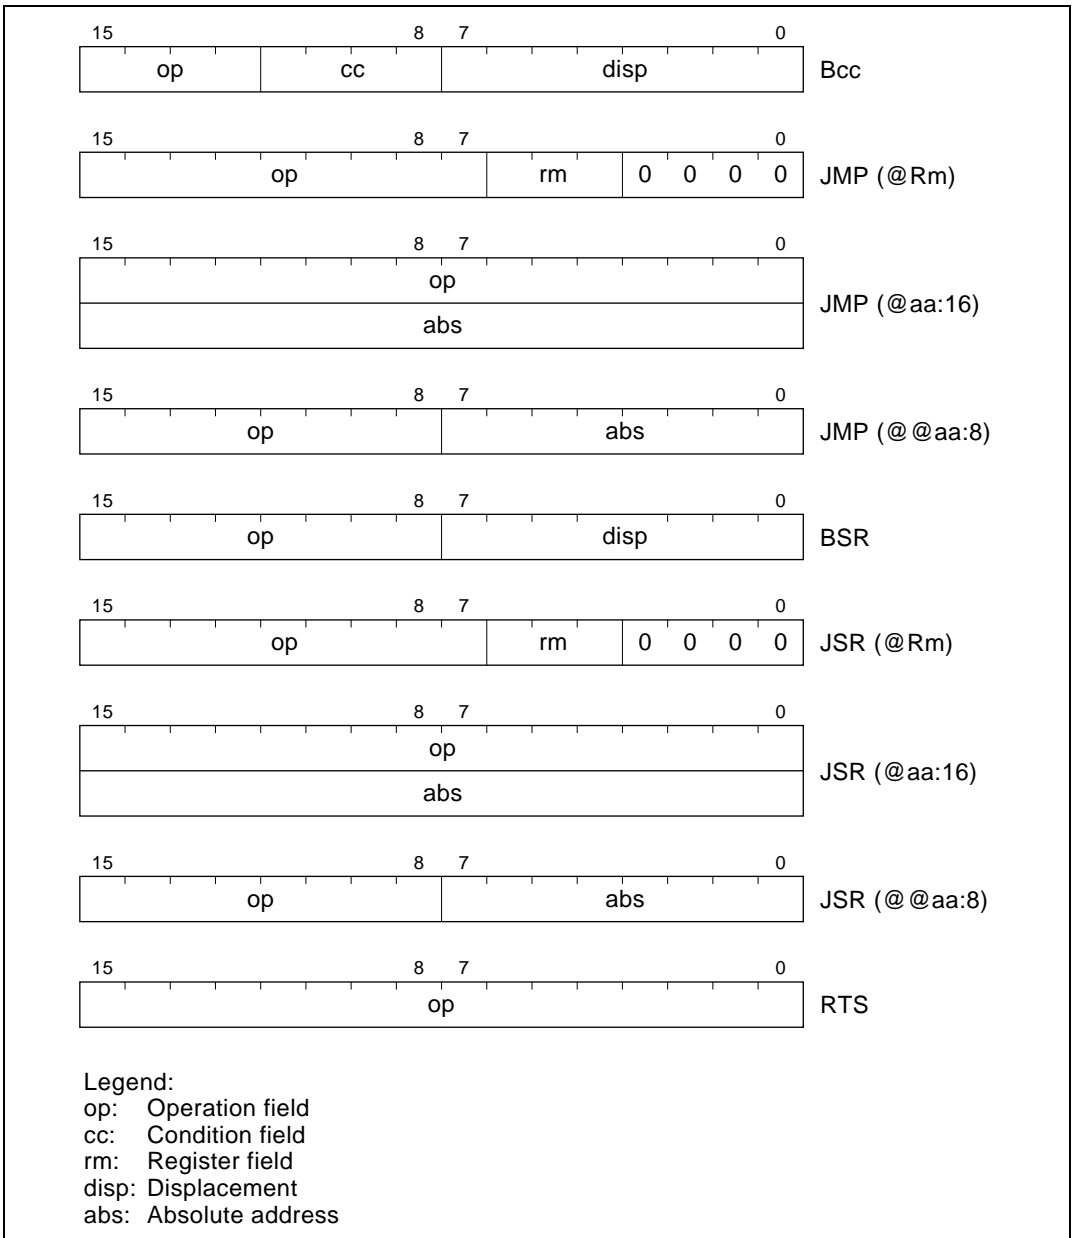 15 8 7 0
op cc disp Bcc
15 8 7 0
op rm 0 0 0 0 JMP (@Rm)
15 8 7 0
op
JMP (@aa:16)
abs
15 8 7 0
op abs JMP (@@aa:8)
15 8 7 0
op disp BSR
15 8 7 0
op rm 0 0 0 0 JSR (@Rm)
15 8 7 0
op
JSR (@aa:16)
abs
15 8 7 0
op abs JSR (@@aa:8)
15 8 7 0
op RTS
Legend:
op: Operation field
cc: Condition field
rm: Register field
disp: Displacement
abs: Absolute address